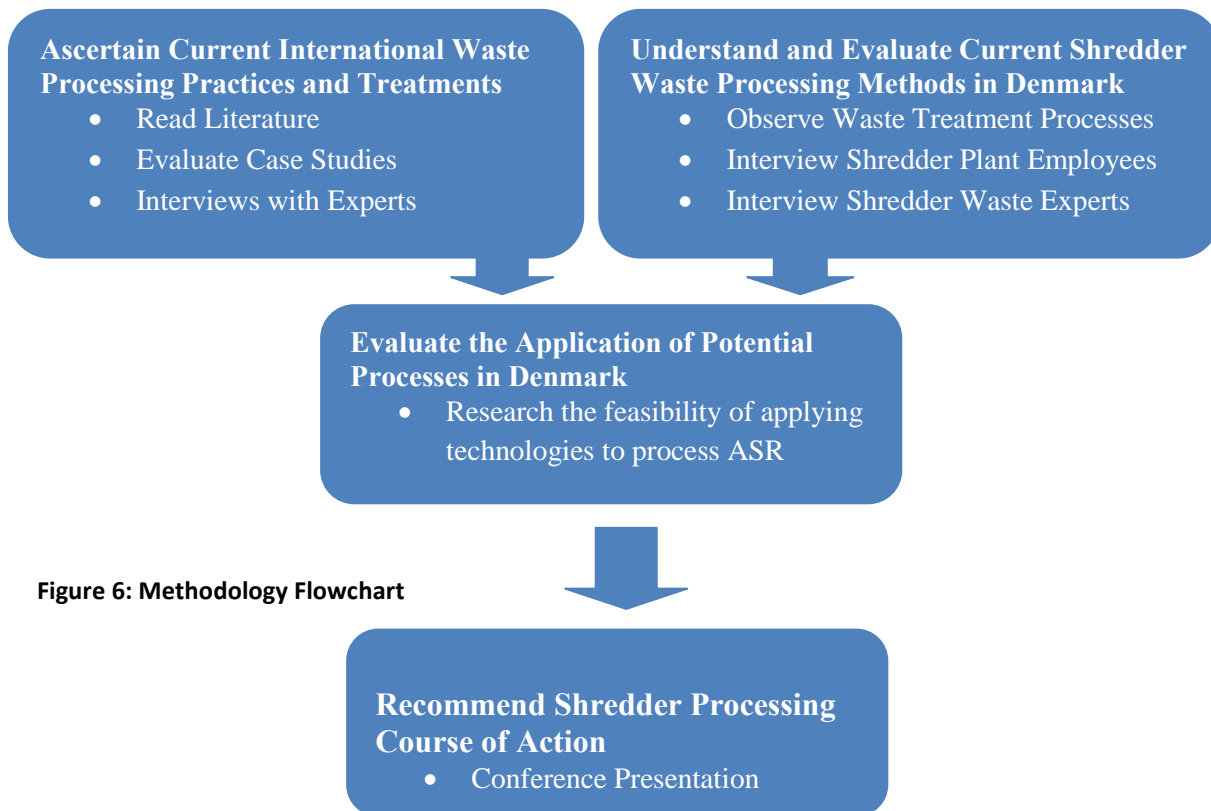 Ascertain Current International Waste
Processing Practices and Treatments
• Read Literature
• Evaluate Case Studies
• Interviews with Experts
Understand and Evaluate Current Shredder
Waste Processing Methods in Denmark
• Observe Waste Treatment Processes
• Interview Shredder Plant Employees
• Interview Shredder Waste Experts
Evaluate the Application of Potential
Processes in Denmark
• Research the feasibility of applying
technologies to process ASR
Figure 6: Methodology Flowchart
Recommend Shredder Processing
Course of Action
• Conference Presentation